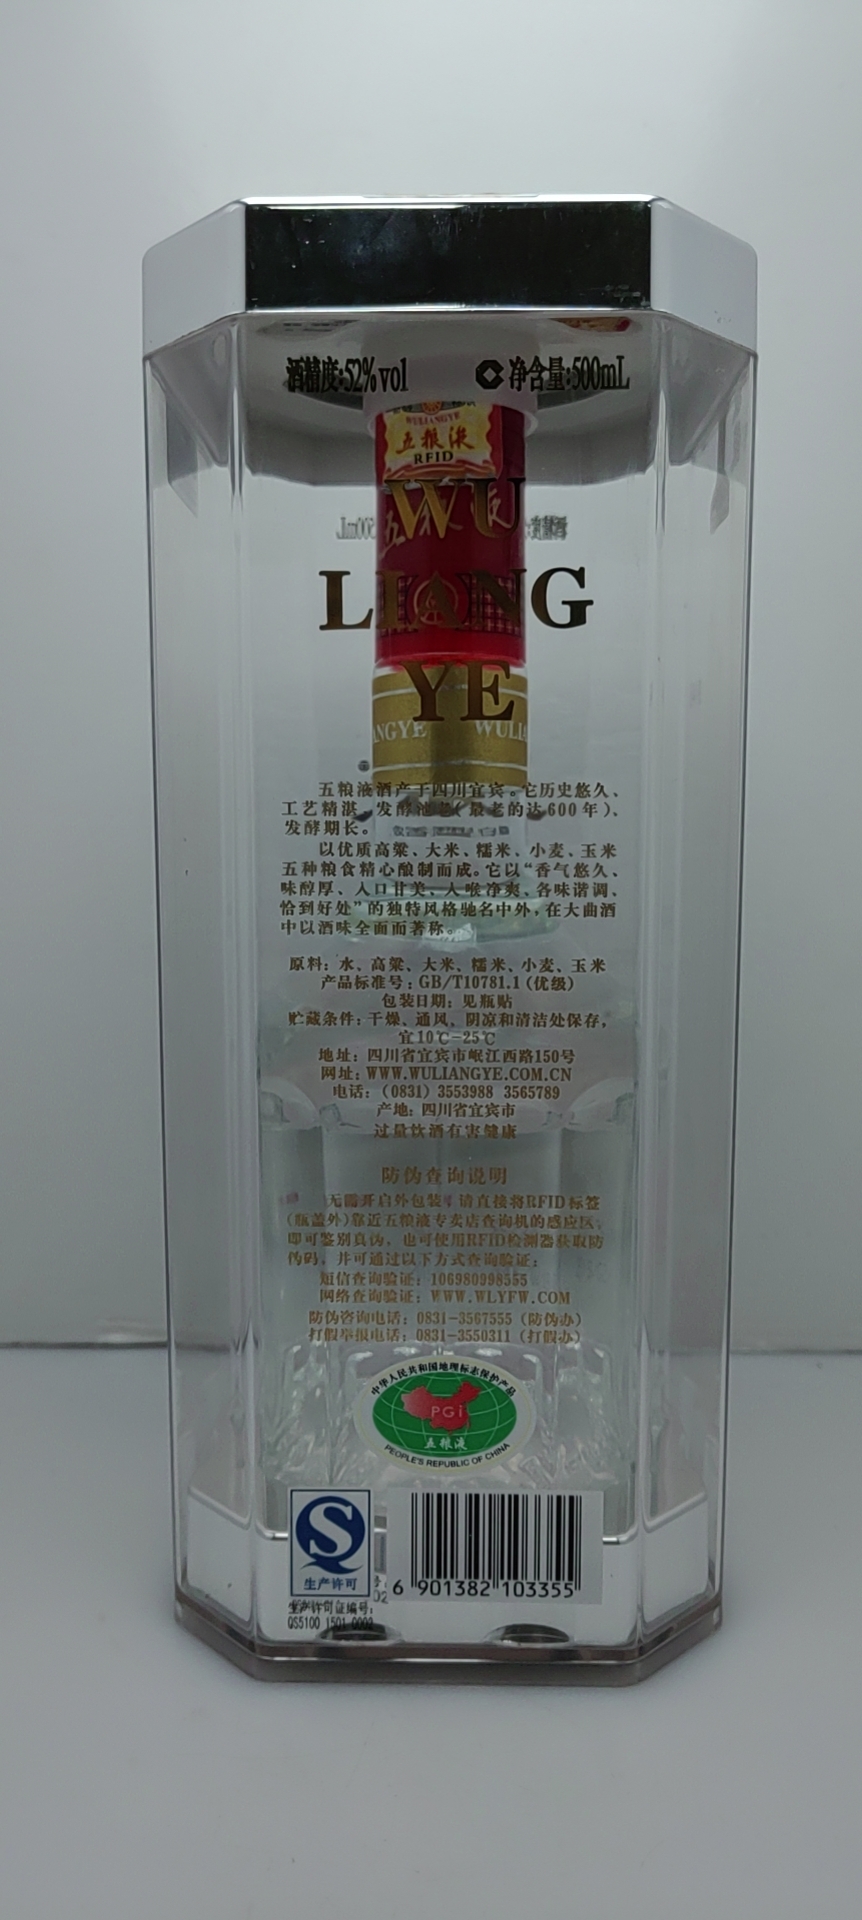 酒精度:52%vol 净含量:500mL
WULIANGYE
五粮液
RFID
WU
LIANG
YE
ANGYE WULIA
五粮液酒产于四川宜宾。它历史悠久、
工艺精湛、发酵池老(最老的达600年)、
发酵期长。
以优质高粱、大米、糯米、小麦、玉米
五种粮食精心酿制而成。它以“香气悠久、
味醇厚、入口甘美、入喉净爽、各味谐调、
恰到好处”的独特风格驰名中外,在大曲酒
中以酒味全面而著称。
原料:水、高粱、大米、糯米、小麦、玉米
产品标准号:GB/T10781.1(优级)
包装日期:见瓶贴
贮藏条件:干燥、通风、阴凉和清洁处保存,
宜10℃-25℃
地址:四川省宜宾市岷江西路150号
网址:WWW.WULIANGYE.COM.CN
电话:(0831) 3553988 3565789
产地:四川省宜宾市
过量饮酒有害健康
防伪查询说明
无需开启外包装,请直接将RFID标签
(瓶盖外)靠近五粮液专卖店查询机的感应区,
即可鉴别真伪,也可使用RFID检测器获取防
伪码,并可通过以下方式查询验证:
短信查询验证:106980998555
网络查询验证:WWW.WLYFW.COM
防伪咨询电话:0831-3567555(防伪办)
打假举报电话:0831-3550311(打假办)
中华人民共和国地理标志保护产品
PGi
五粮液
PEOPLE'S REPUBLIC OF CHINA
生产许可
6 901382 103355
生产许可证编号:
QS5100 1501 0002